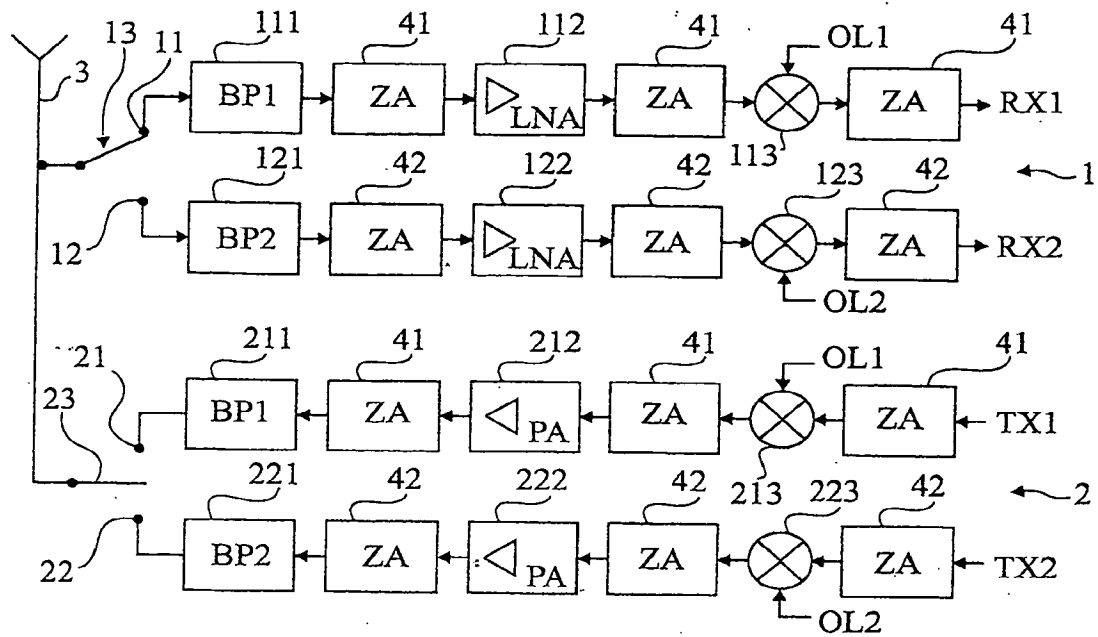 13 11 111 41 112 41 OL1 41
3
BP1 ZA LNA ZA ZA RX1
113
121 42 122 42 123 42 1
12
BP2 ZA LNA ZA ZA RX2
OL2
211 41 212 41 OL1 41
21
23
BP1 ZA PA ZA ZA TX1
213
221 42 222 42 223 42 2
22
BP2 ZA PA ZA ZA TX2
OL2